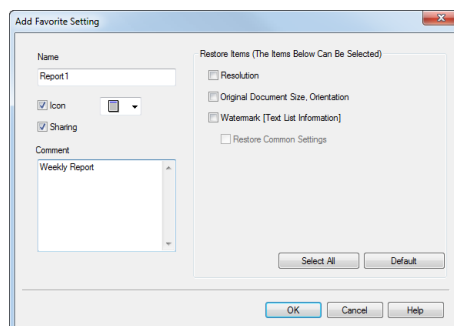 Add Favorite Setting
Name
Report1
Icon
Sharing
Comment
Weekly Report
Restore Items (The Items Below Can Be Selected)
Resolution
Original Document Size, Orientation
Watermark [Text List Information]
Restore Common Settings
Select All
Default
OK
Cancel
Help